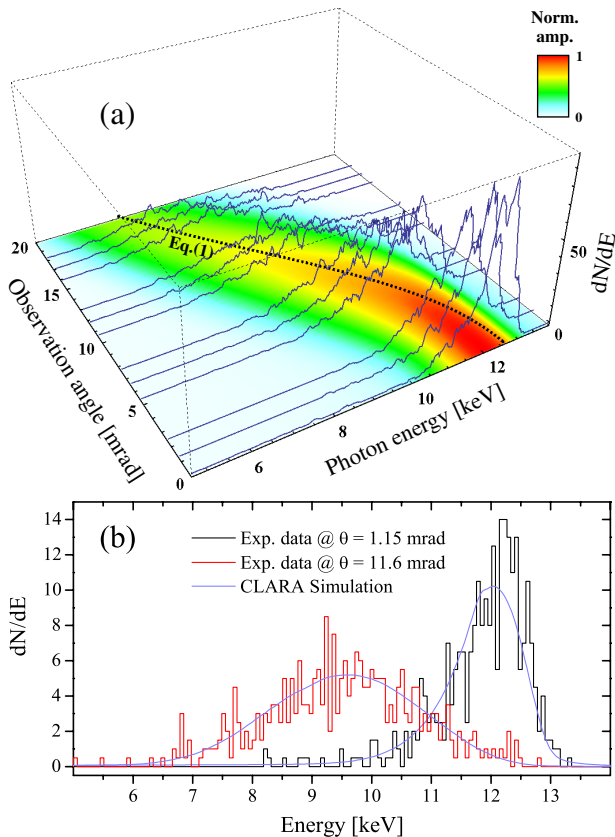 Norm.
amp.
1
0
(a)
Eq.(1)
20
15
10
5
0
Observation angle [mrad]
6
8
10
12
Photon energy [keV]
50
0
dN/dE
(b)
Exp. data @ θ = 1.15 mrad
Exp. data @ θ = 11.6 mrad
CLARA Simulation
14
12
10
8
6
4
2
0
dN/dE
6 7 8 9 10 11 12 13
Energy [keV]